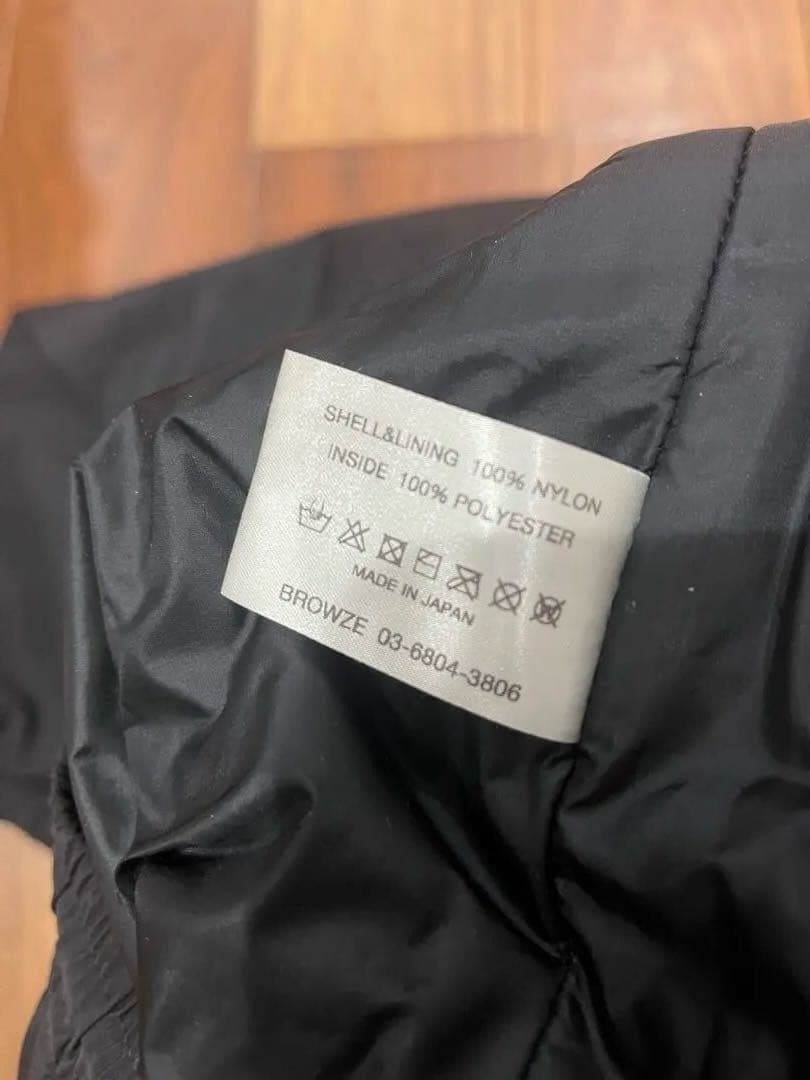 SHELL&LINING 100% NYLON
INSIDE 100% POLYESTER
MADE IN JAPAN
BROWZE 03-6804-3806